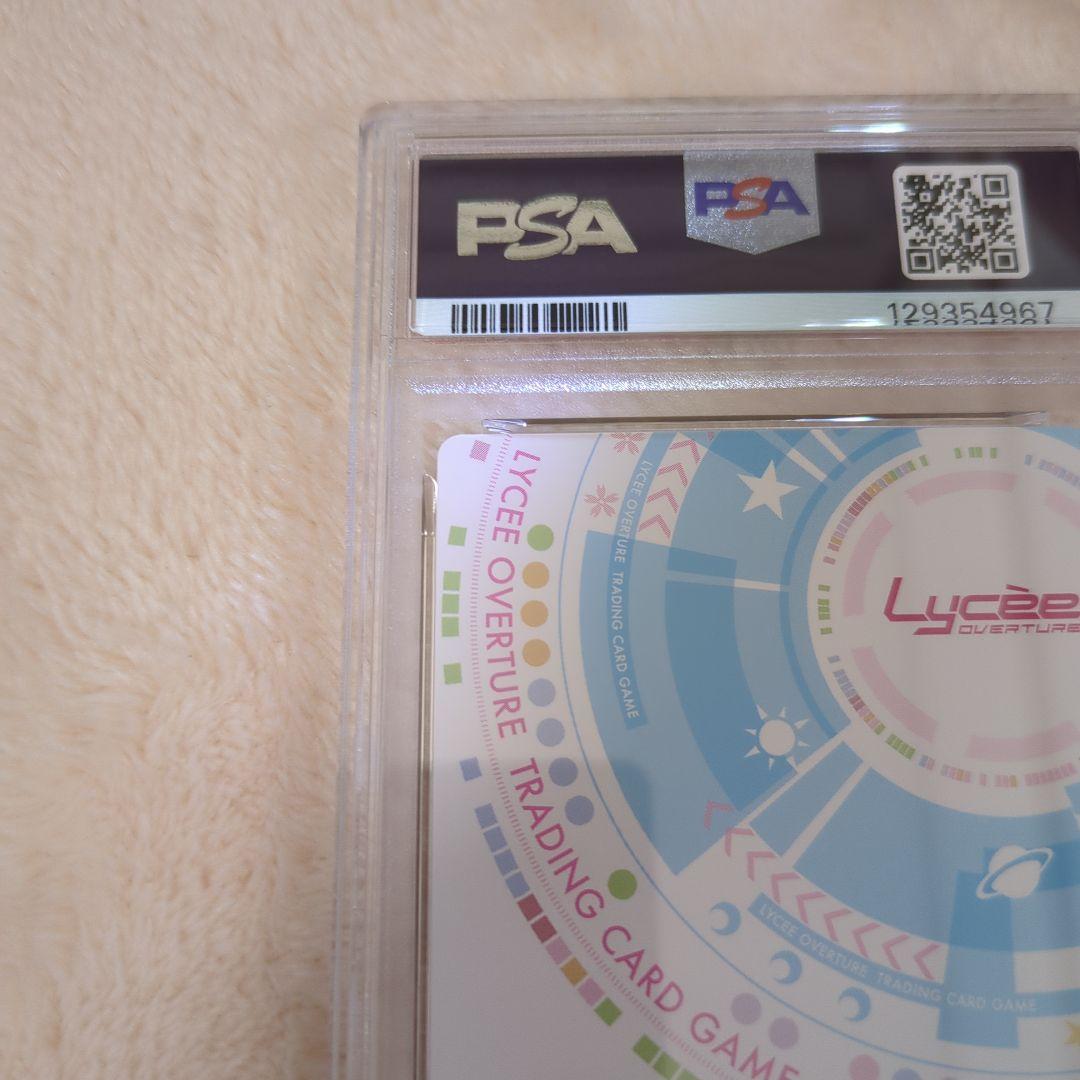 PSA
PSA
129354967
LYCEE OVERTURE TRADING CARD GAME
LYCEE OVERTURE TRADING CARD GAME
Lycèe
OVERTURE
LYCEE OVERTURE TRADING CARD GAME